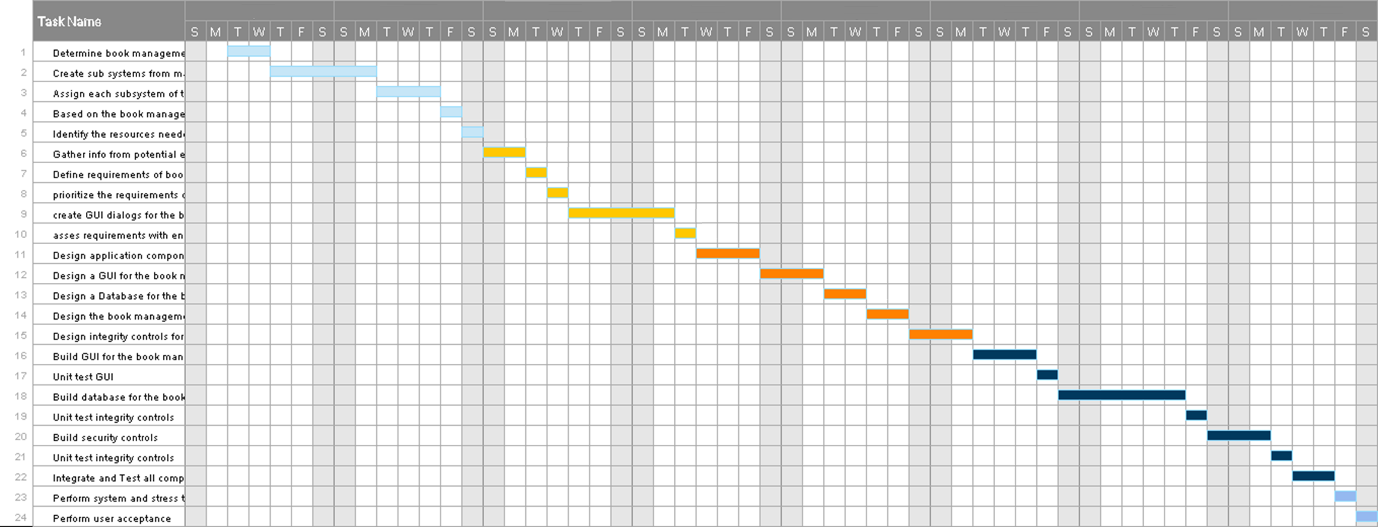 Task Name
S M T W T F S S M T W T F S S M T W T F S S M T W T F S S M T W T F S S M T W T F S S M T W T F S S M T W T F S
1 Determine book manageme
2 Create sub systems from m
3 Assign each subsystem of t
4 Based on the book manage
5 Identify the resources neede
6 Gather info from potential e
7 Define requirements of boo
8 prioritize the requirements o
9 create GUI dialogs for the b
10 asses requirements with en
11 Design application compon
12 Design a GUI for the book n
13 Design a Database for the b
14 Design the book manageme
15 Design integrity controls for
16 Build GUI for the book man
17 Unit test GUI
18 Build database for the book
19 Unit test integrity controls
20 Build security controls
21 Unit test integrity controls
22 Integrate and Test all comp
23 Perform system and stress t
24 Perform user acceptance